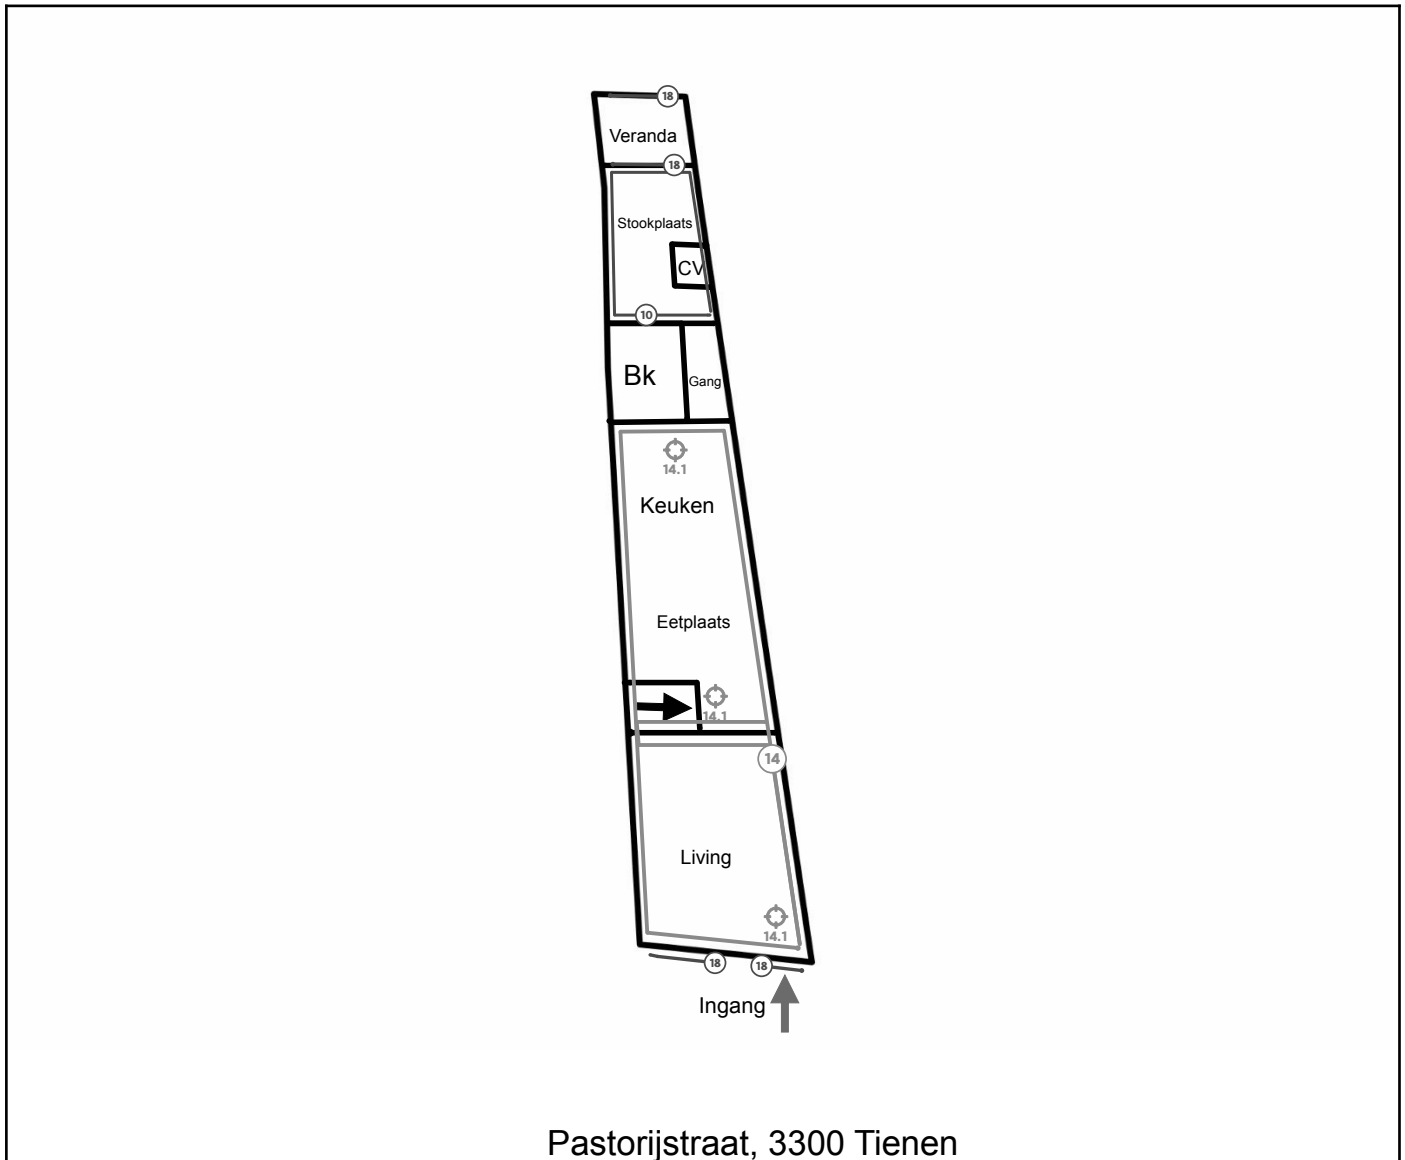 18
Veranda
18
Stookplaats
CV
10
Bk
Gang
14.1
Keuken
Eetplaats
14.1
14
Living
14.1
18
18
Ingang
Pastorijstraat, 3300 Tienen